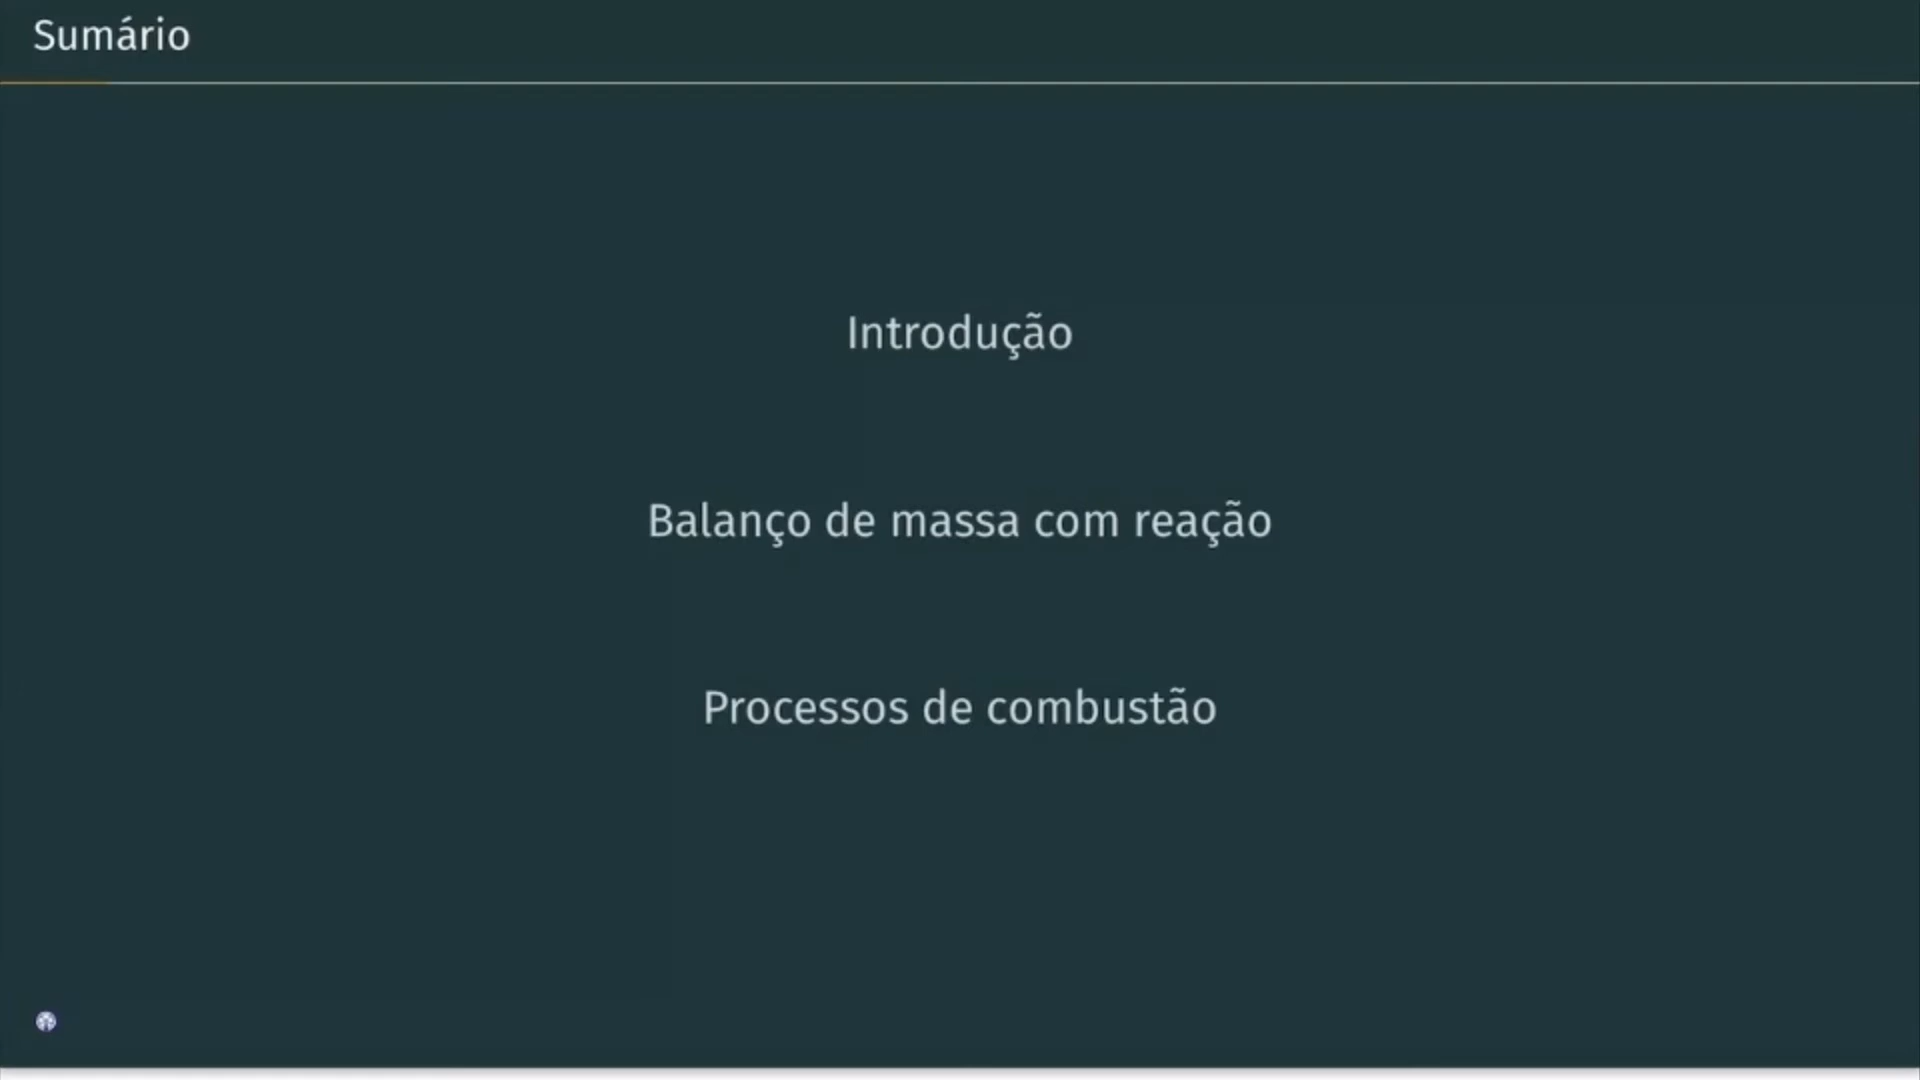 Sumário
Introdução
Balanço de massa com reação
Processos de combustão